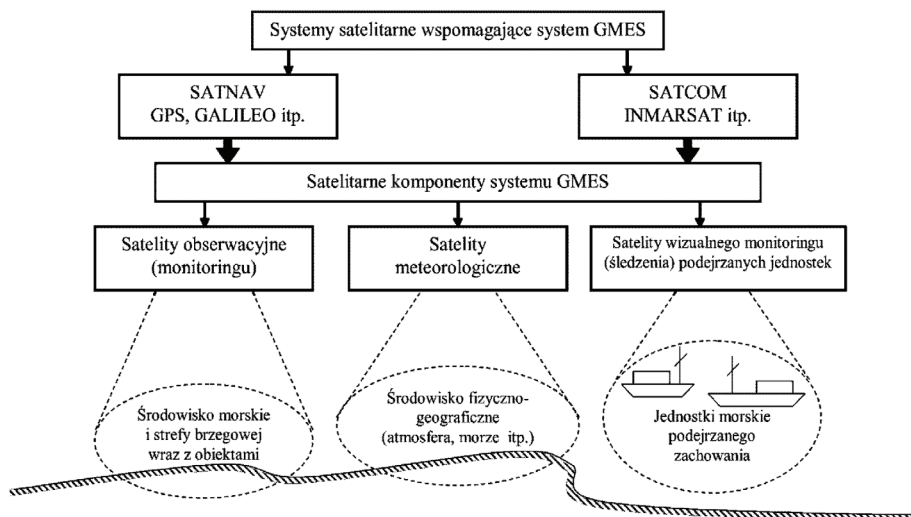 Systemy satelitarne wspomagające system GMES
SATNAV
GPS, GALILEO itp.
SATCOM
INMARSAT itp.
Satelitarne komponenty systemu GMES
Satelity obserwacyjne
(monitoringu)
Satelity
meteorologiczne
Satelity wizualnego monitoringu
(śledzenia) podejrzanych jednostek
Środowisko morskie
i strefy brzegowej
wraz z obiektami
Środowisko fizyczno-
geograficzne
(atmosfera, morze itp.)
Jednostki morskie
podejrzanego
zachowania